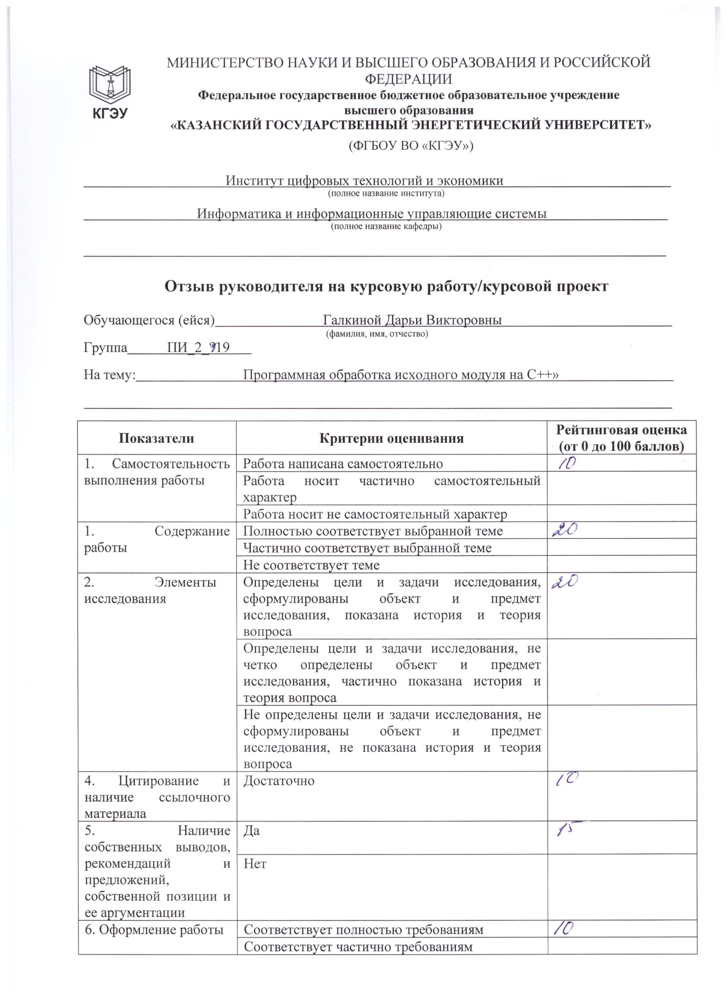 МИНИСТЕРСТВО НАУКИ И ВЫСШЕГО ОБРАЗОВАНИЯ И РОССИЙСКОЙ
ФЕДЕРАЦИИ
Федеральное государственное бюджетное образовательное учреждение
высшего образования
«КАЗАНСКИЙ ГОСУДАРСТВЕННЫЙ ЭНЕРГЕТИЧЕСКИЙ УНИВЕРСИТЕТ»
(ФГБОУ ВО «КГЭУ»)
КГЭУ
Институт цифровых технологий и экономики
(полное название института)
Информатика и информационные управляющие системы
(полное название кафедры)
Отзыв руководителя на курсовую работу/курсовой проект
Обучающегося (ейся) Галкиной Дарьи Викторовны
(фамилия, имя, отчество)
Группа ПИ_2_19
На тему: Программная обработка исходного модуля на С++»
Показатели Критерии оценивания Рейтинговая оценка
(от 0 до 100 баллов)
1. Самостоятельность Работа написана самостоятельно 10
выполнения работы Работа носит частично самостоятельный
характер
Работа носит не самостоятельный характер
1. Содержание Полностью соответствует выбранной теме 20
работы Частично соответствует выбранной теме
Не соответствует теме
2. Элементы Определены цели и задачи исследования, 20
исследования сформулированы объект и предмет
исследования, показана история и теория
вопроса
Определены цели и задачи исследования, не
четко определены объект и предмет
исследования, частично показана история и
теория вопроса
Не определены цели и задачи исследования, не
сформулированы объект и предмет
исследования, не показана история и теория
вопроса
4. Цитирование и Достаточно 10
наличие ссылочного
материала
5. Наличие Да 15
собственных выводов,
рекомендаций и Нет
предложений,
собственной позиции и
ее аргументации
6. Оформление работы Соответствует полностью требованиям 10
Соответствует частично требованиям